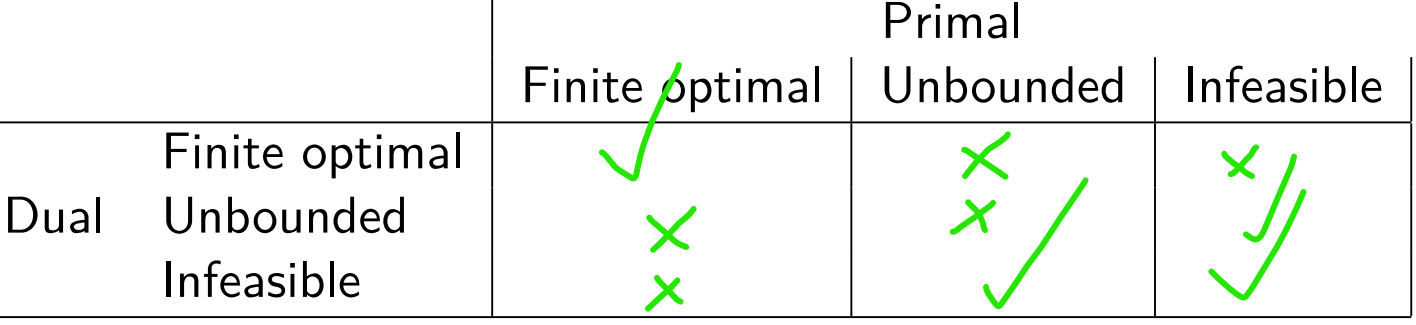 Primal
Finite optimal Unbounded Infeasible
Finite optimal ✓ × ×
Dual Unbounded × × ✓
Infeasible × ✓ ✓